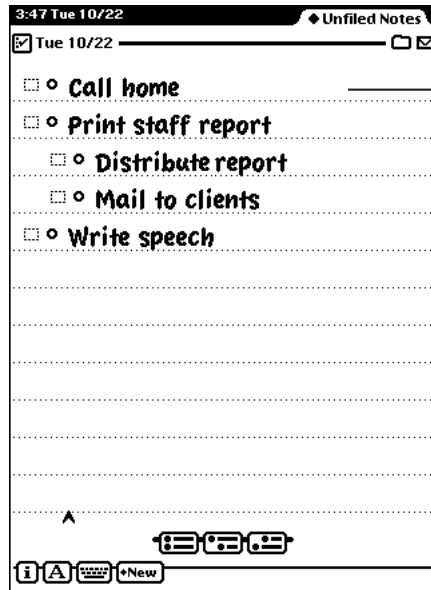 3:47 Tue 10/22
◆Unfiled Notes
Tue 10/22
Call home
Print staff report
Distribute report
Mail to clients
Write speech
i A New